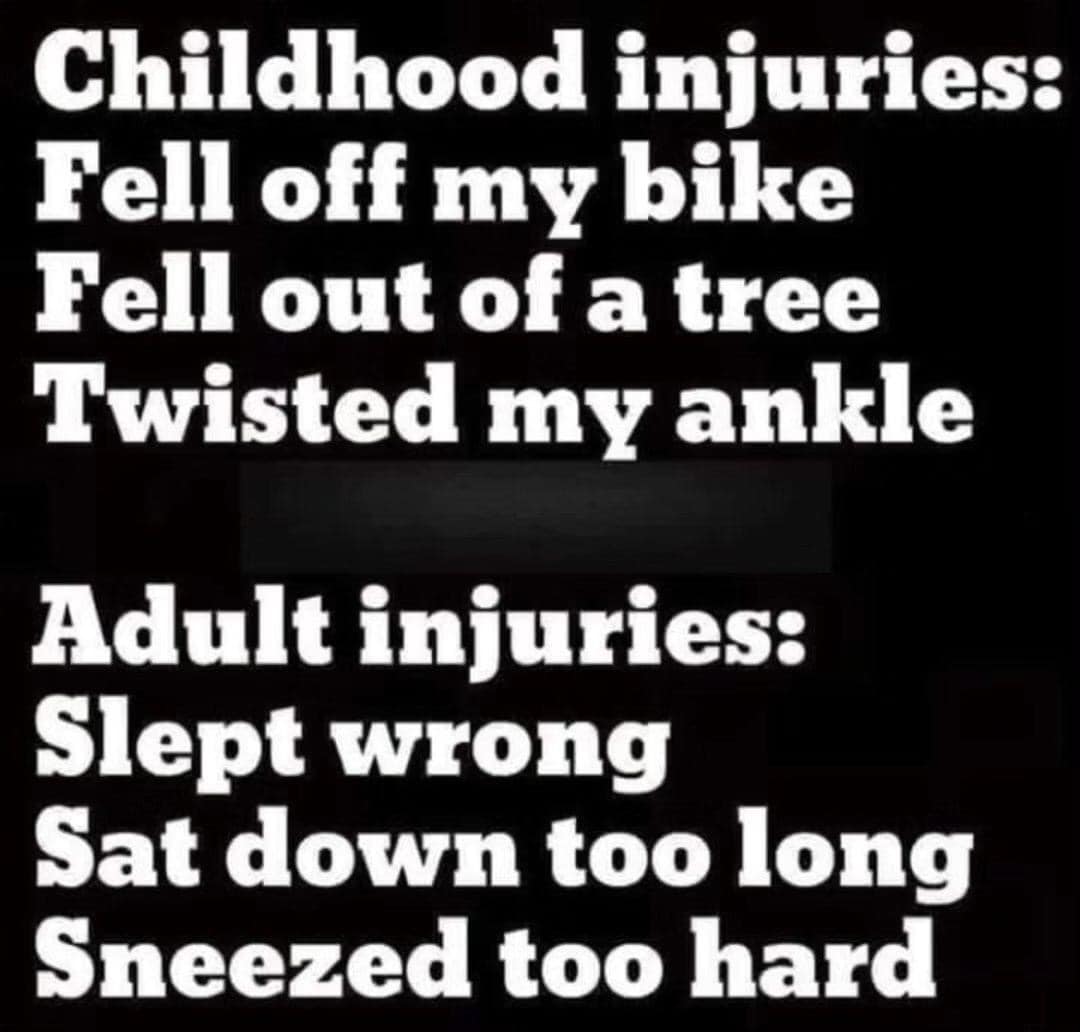 Childhood injuries:
Fell off my bike
Fell out of a tree
Twisted my ankle
Adult injuries:
Slept wrong
Sat down too long
Sneezed too hard